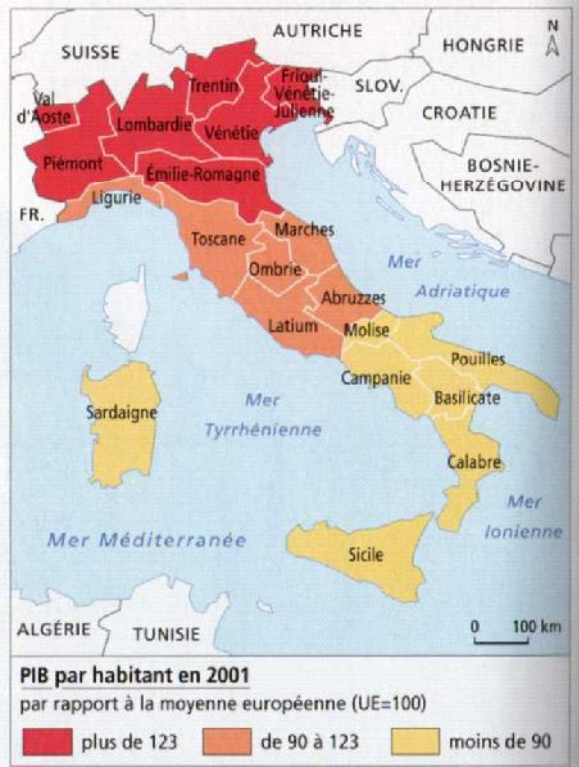 AUTRICHE
N
SUISSE
HONGRIE
Trentin
Frioul-
Vénétie-
Julienne
SLOV.
Val
d'Aoste
Lombardie
Vénétie
CROATIE
Piémont
Émilie-Romagne
BOSNIE-
HERZÉGOVINE
Ligurie
FR.
Marches
Toscane
Ombrie
Mer
Adriatique
Abruzzes
Latium
Molise
Pouilles
Campanie
Basilicate
Sardaigne
Mer
Tyrrhénienne
Calabre
Mer
Ionienne
Mer Méditerranée
Sicile
ALGÉRIE
TUNISIE
0 100 km
PIB par habitant en 2001
par rapport à la moyenne européenne (UE=100)
plus de 123 de 90 à 123 moins de 90